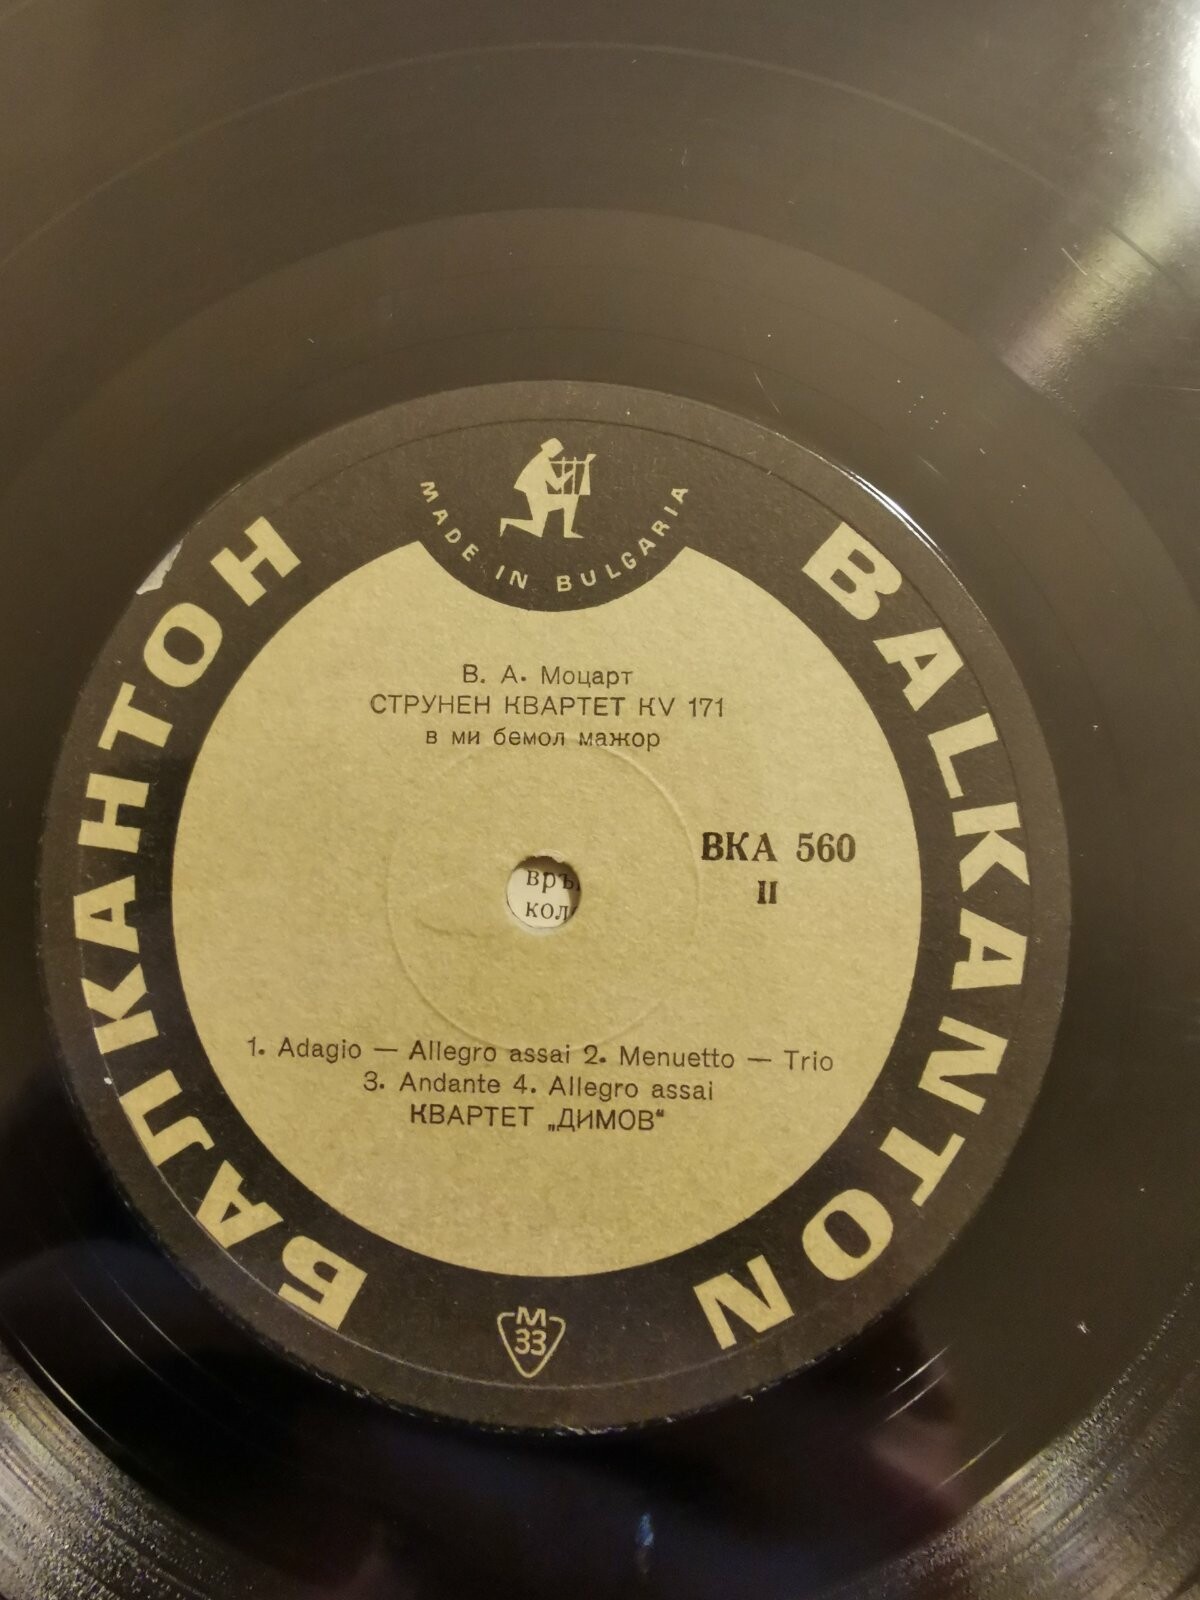 MADE IN BULGARIA
БАЛКАНТОН
BALKANTON
В. А. Моцарт
СТРУНЕН КВАРТЕТ KV 171
в ми бемол мажор
ВКА 560
II
1. Adagio — Allegro assai 2. Menuetto — Trio
3. Andante 4. Allegro assai
КВАРТЕТ „ДИМОВ“
M
33